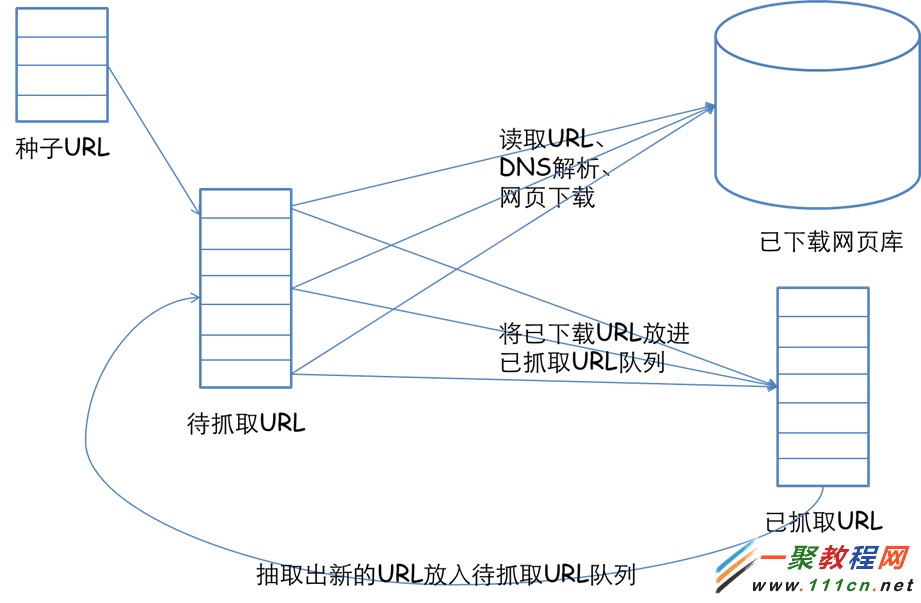 种子URL
读取URL、
DNS解析、
网页下载
已下载网页库
将已下载URL放进
已抓取URL队列
待抓取URL
已抓取URL
抽取出新的URL放入待抓取URL队列
一聚教程网
www.111cn.net